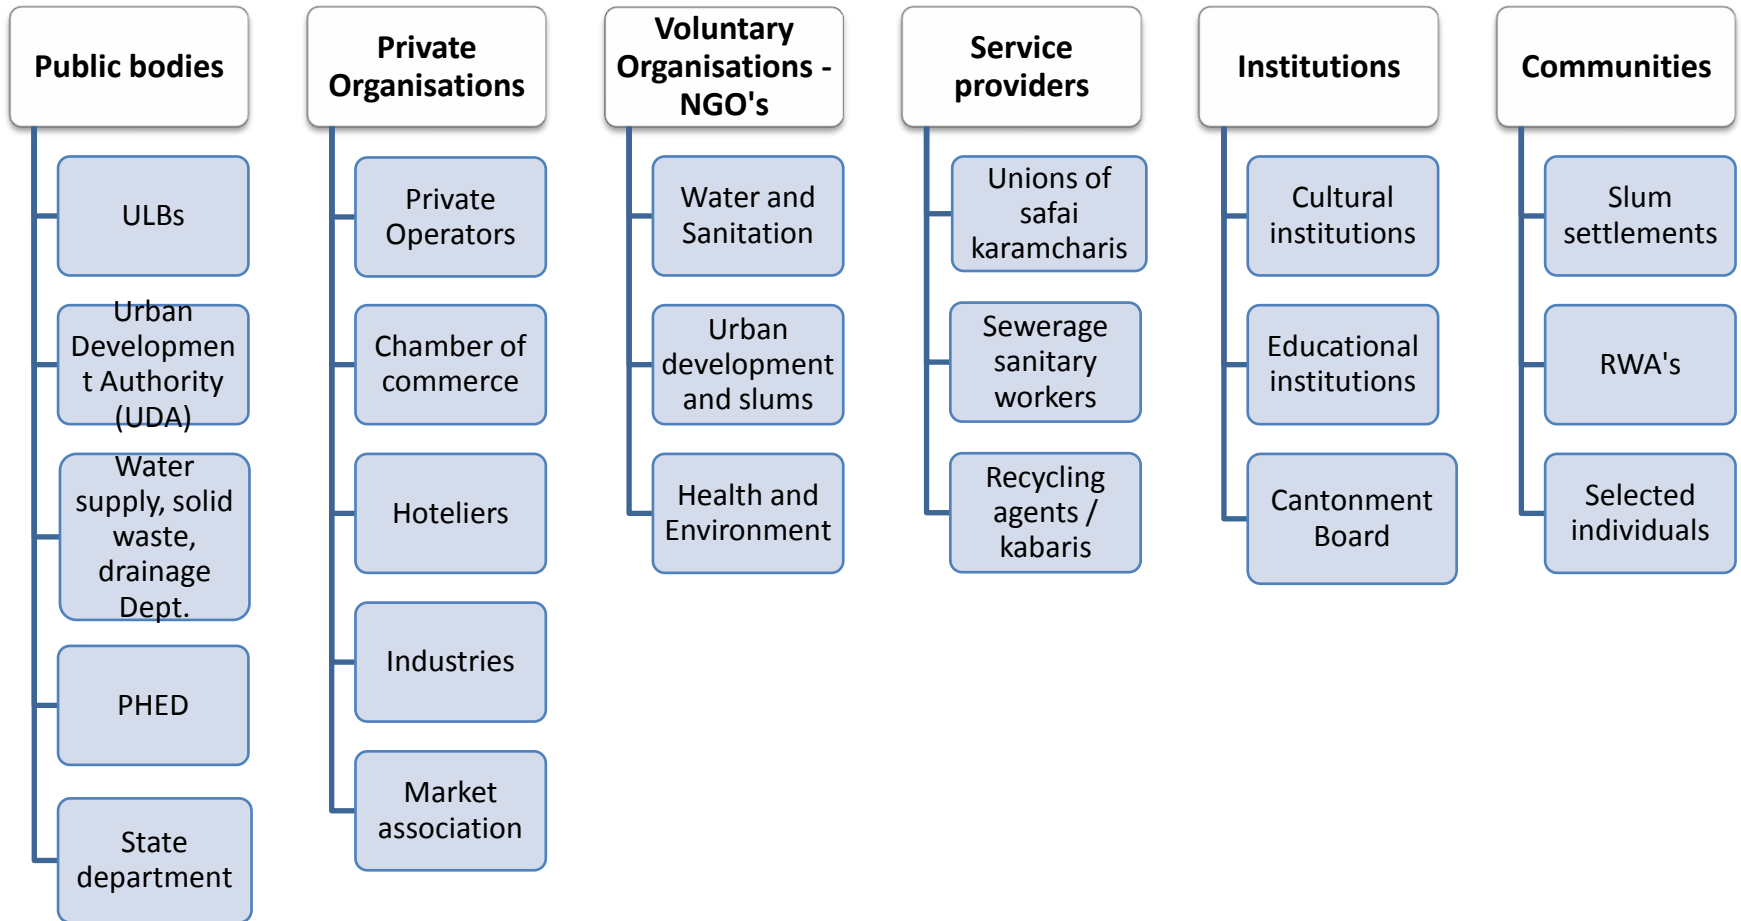 Public bodies
ULBs
Urban
Developmen
t Authority
(UDA)
Water
supply, solid
waste,
drainage
Dept.
PHED
State
department
Private
Organisations
Private
Operators
Chamber of
commerce
Hoteliers
Industries
Market
association
Voluntary
Organisations -
NGO's
Water and
Sanitation
Urban
development
and slums
Health and
Environment
Service
providers
Unions of
safai
karamcharis
Sewerage
sanitary
workers
Recycling
agents /
kabaris
Institutions
Cultural
institutions
Educational
institutions
Cantonment
Board
Communities
Slum
settlements
RWA's
Selected
individuals